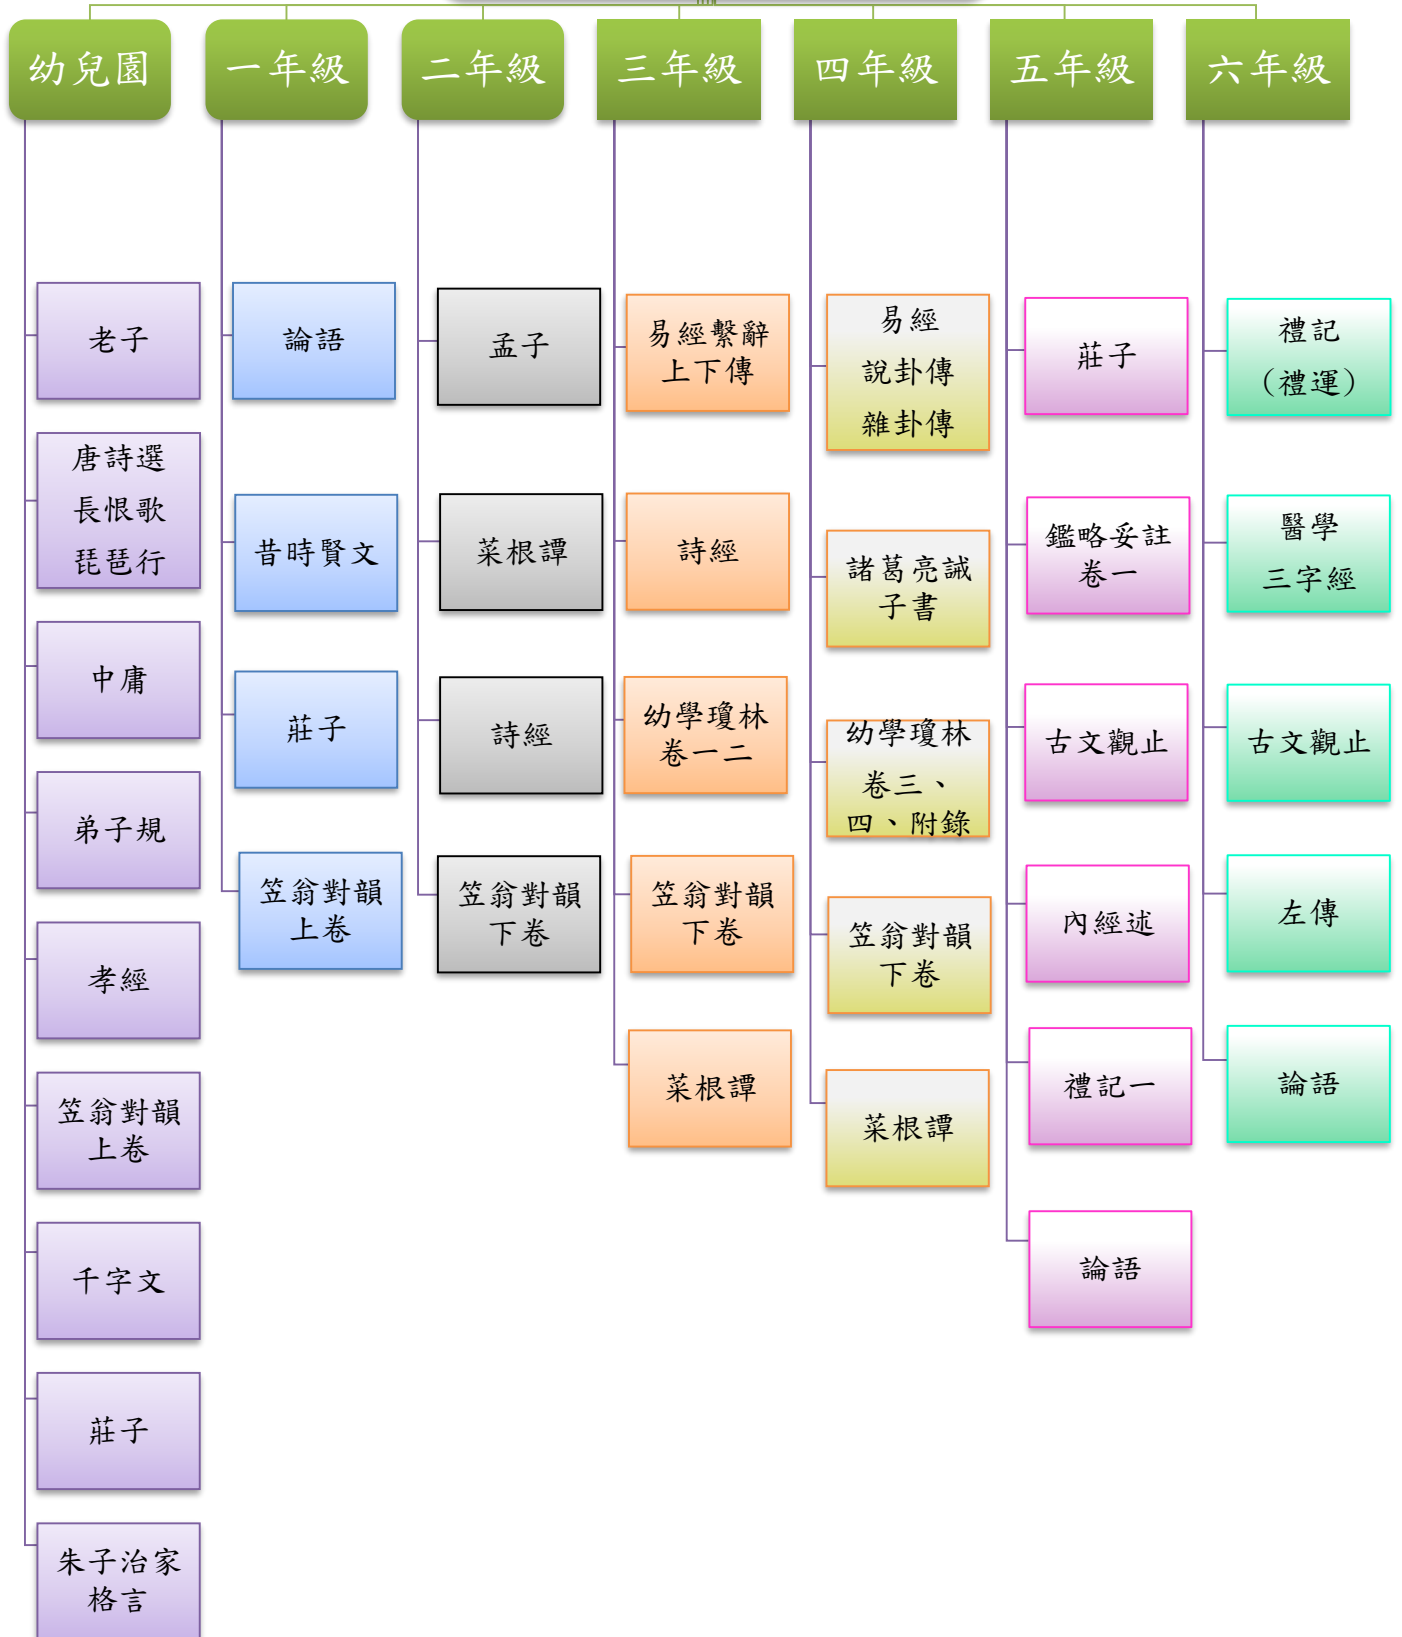 幼兒園
一年級
二年級
三年級
四年級
五年級
六年級
老子
唐詩選
長恨歌
琵琶行
中庸
弟子規
孝經
笠翁對韻
上卷
千字文
莊子
朱子治家
格言
論語
昔時賢文
莊子
笠翁對韻
上卷
孟子
菜根譚
詩經
笠翁對韻
下卷
易經繫辭
上下傳
詩經
幼學瓊林
卷一二
笠翁對韻
下卷
菜根譚
易經
說卦傳
雜卦傳
諸葛亮誡
子書
幼學瓊林
卷三、
四、附錄
笠翁對韻
下卷
菜根譚
莊子
鑑略妥註
卷一
古文觀止
內經述
禮記一
論語
禮記
（禮運）
醫學
三字經
古文觀止
左傳
論語